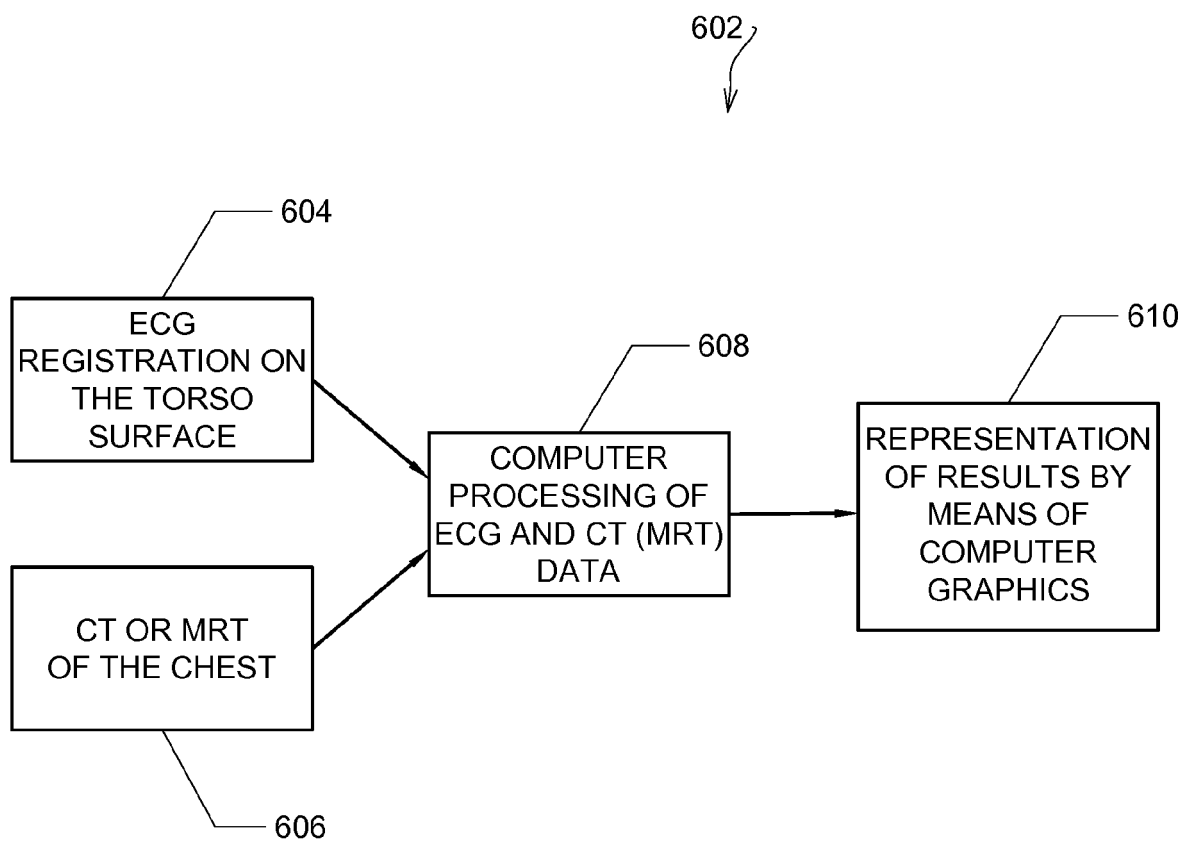 602
604
ECG
REGISTRATION ON
THE TORSO
SURFACE
608
COMPUTER
PROCESSING OF
ECG AND CT (MRT)
DATA
610
REPRESENTATION
OF RESULTS BY
MEANS OF
COMPUTER
GRAPHICS
CT OR MRT
OF THE CHEST
606